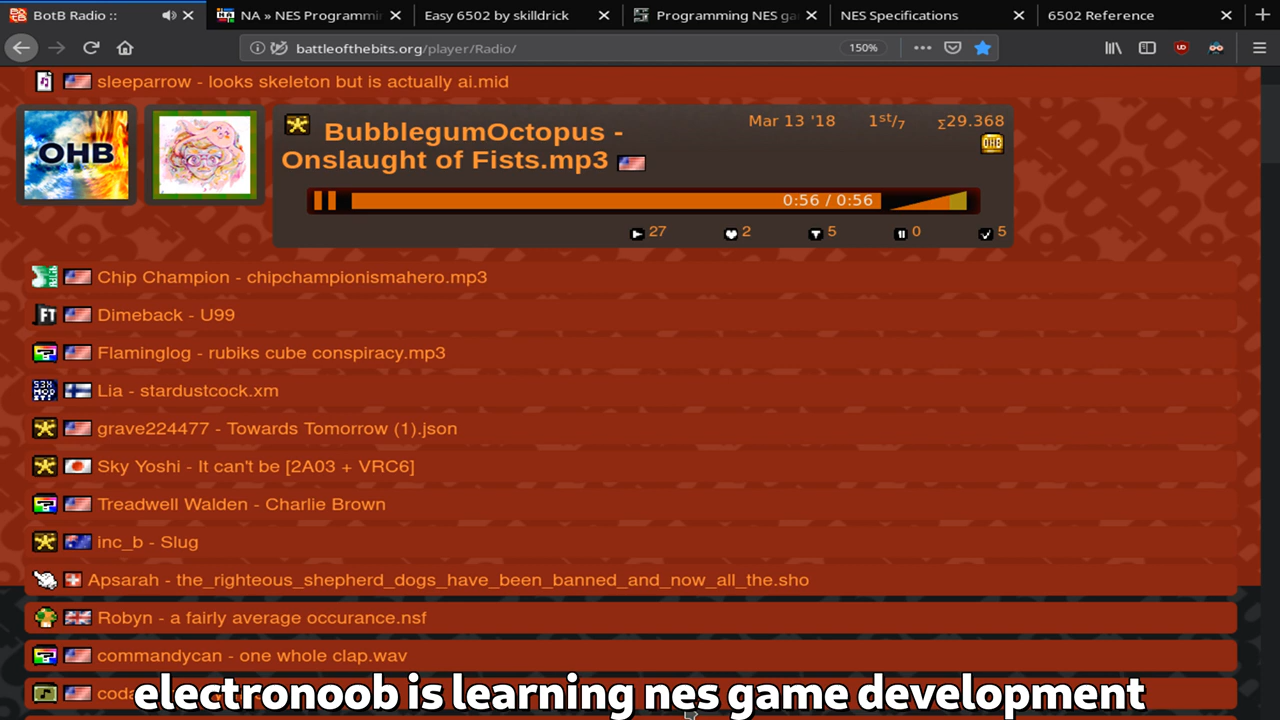 BotB Radio ::
NA » NES Programmi
Easy 6502 by skilldrick
Programming NES ga
NES Specifications
6502 Reference
battleofthebits.org/player/Radio/
150%
sleeparrow - looks skeleton but is actually ai.mid
OHB
BubblegumOctopus -
Onslaught of Fists.mp3
Mar 13 '18 1st/7 Σ29.368
OHB
0:56 / 0:56
27 2 5 0 5
Chip Champion - chipchampionismahero.mp3
FT Dimeback - U99
Flaminglog - rubiks cube conspiracy.mp3
Lia - stardustcock.xm
grave224477 - Towards Tomorrow (1).json
Sky Yoshi - It can't be [2A03 + VRC6]
Treadwell Walden - Charlie Brown
inc_b - Slug
Apsarah - the_righteous_shepherd_dogs_have_been_banned_and_now_all_the.sho
Robyn - a fairly average occurance.nsf
commandycan - one whole clap.wav
coda
electronoob is learning nes game development